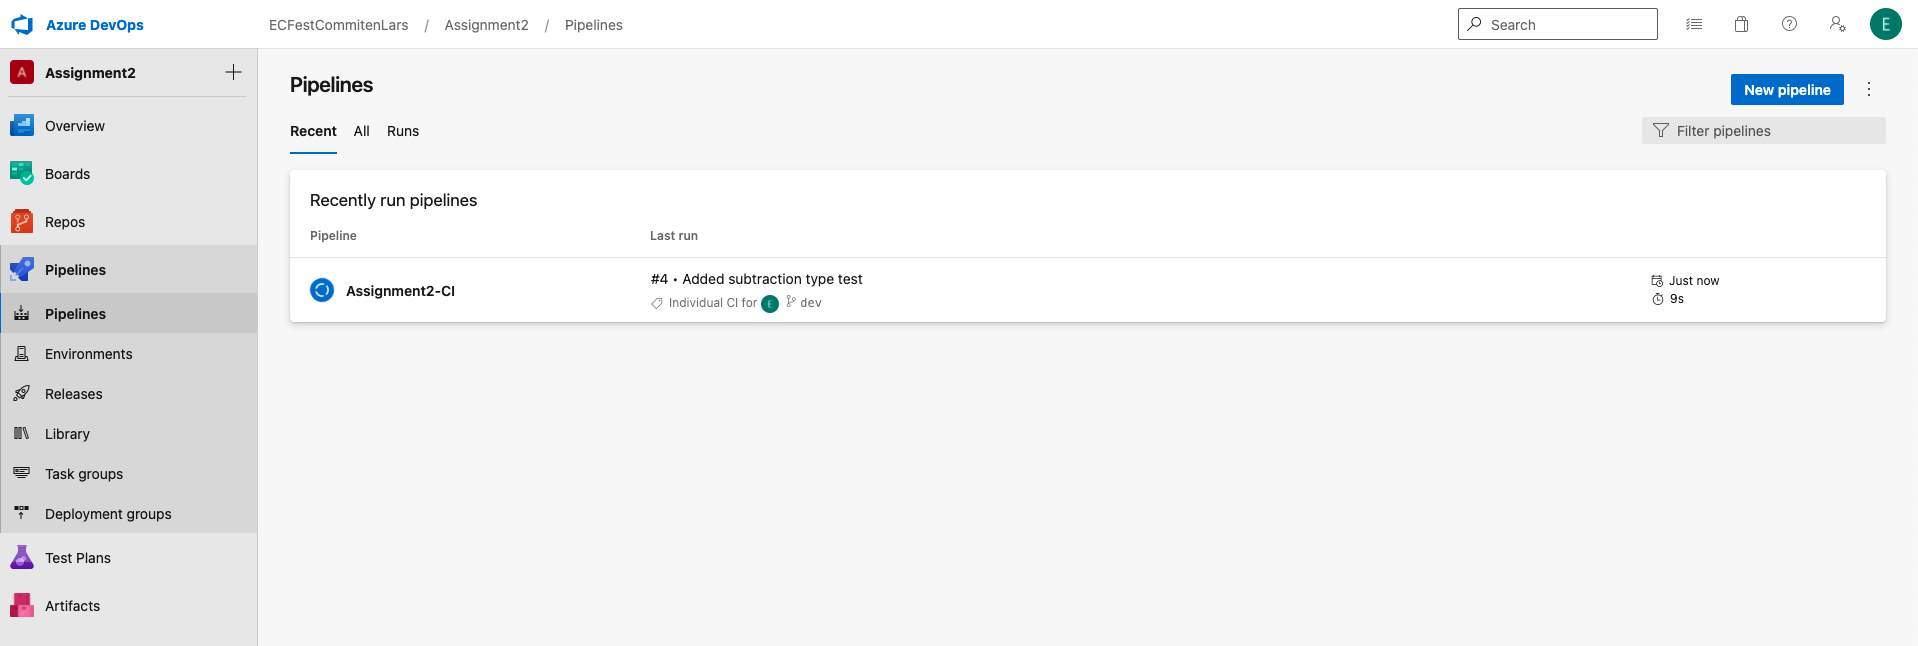 Azure DevOps
ECFestCommitenLars / Assignment2 / Pipelines
Search
E
A Assignment2
Overview
Boards
Repos
Pipelines
Pipelines
Environments
Releases
Library
Task groups
Deployment groups
Test Plans
Artifacts
Pipelines
New pipeline
Recent All Runs
Filter pipelines
Recently run pipelines
Pipeline Last run
Assignment2-CI
#4 • Added subtraction type test
Individual CI for E dev
Just now
9s